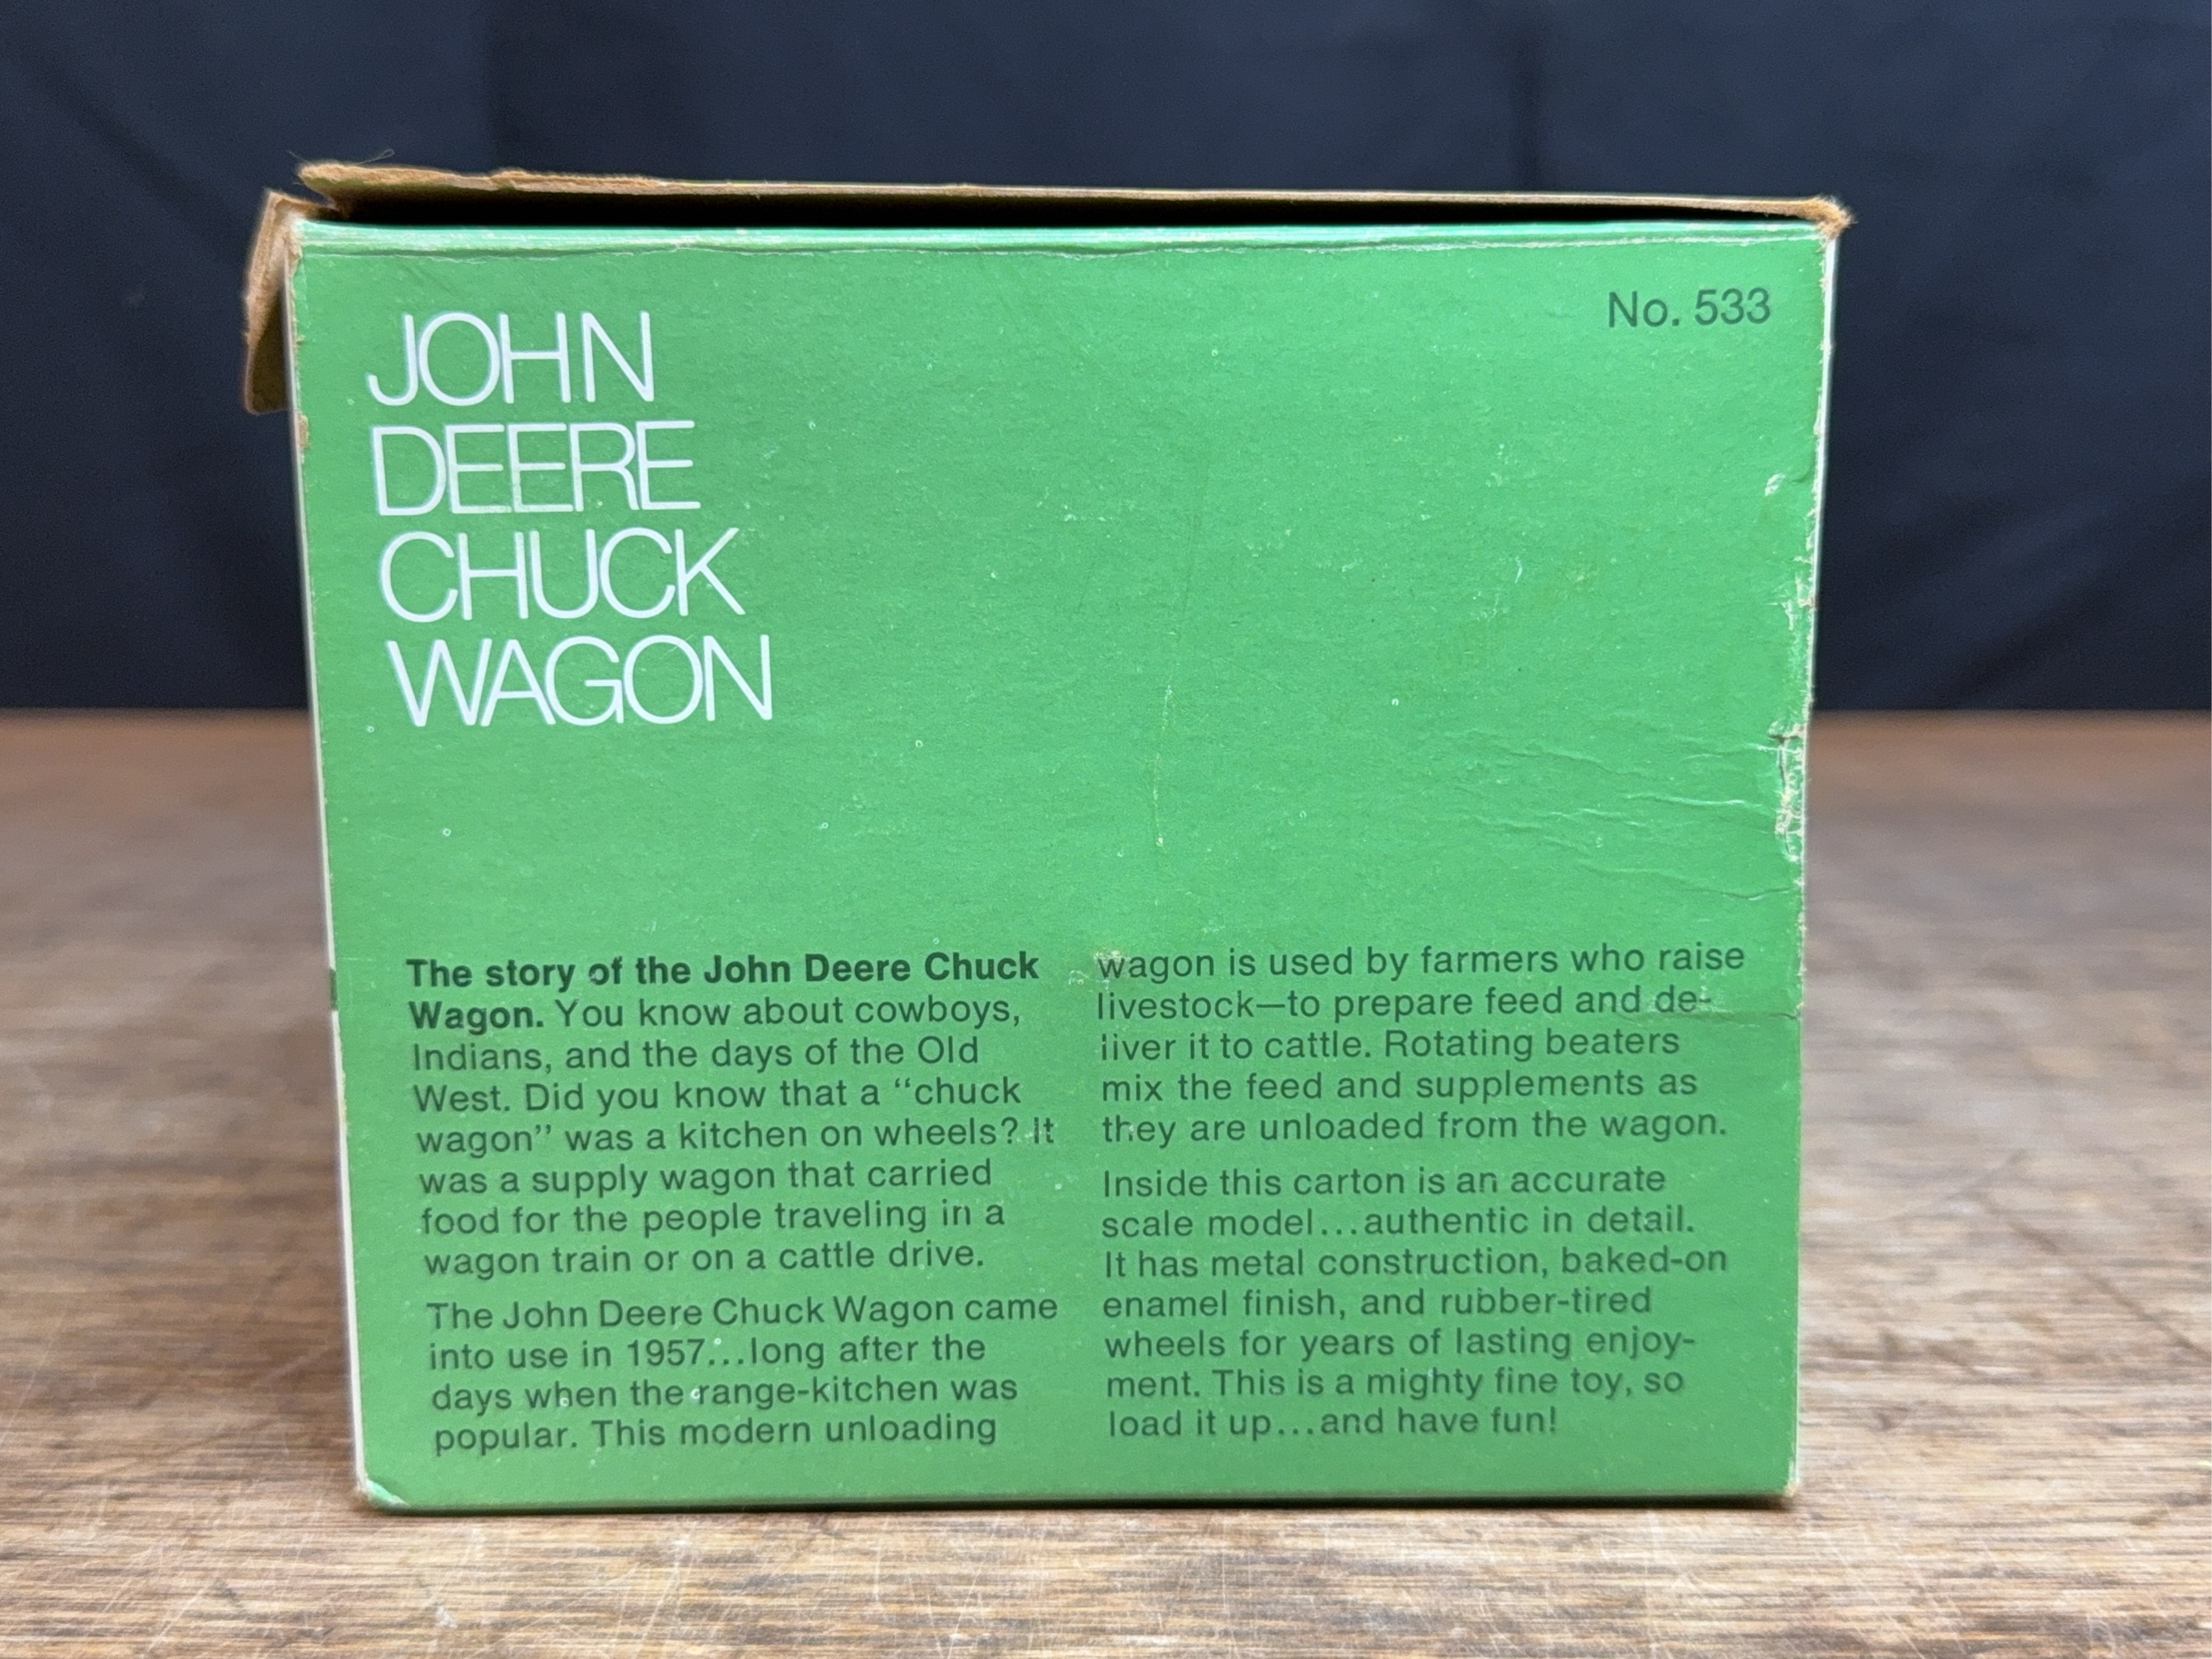 JOHN
DEERE
CHUCK
WAGON
No. 533
The story of the John Deere Chuck
Wagon. You know about cowboys,
Indians, and the days of the Old
West. Did you know that a “chuck
wagon” was a kitchen on wheels? It
was a supply wagon that carried
food for the people traveling in a
wagon train or on a cattle drive.
The John Deere Chuck Wagon came
into use in 1957...long after the
days when the range-kitchen was
popular. This modern unloading
wagon is used by farmers who raise
livestock—to prepare feed and de-
liver it to cattle. Rotating beaters
mix the feed and supplements as
they are unloaded from the wagon.
Inside this carton is an accurate
scale model...authentic in detail.
It has metal construction, baked-on
enamel finish, and rubber-tired
wheels for years of lasting enjoy-
ment. This is a mighty fine toy, so
load it up...and have fun!